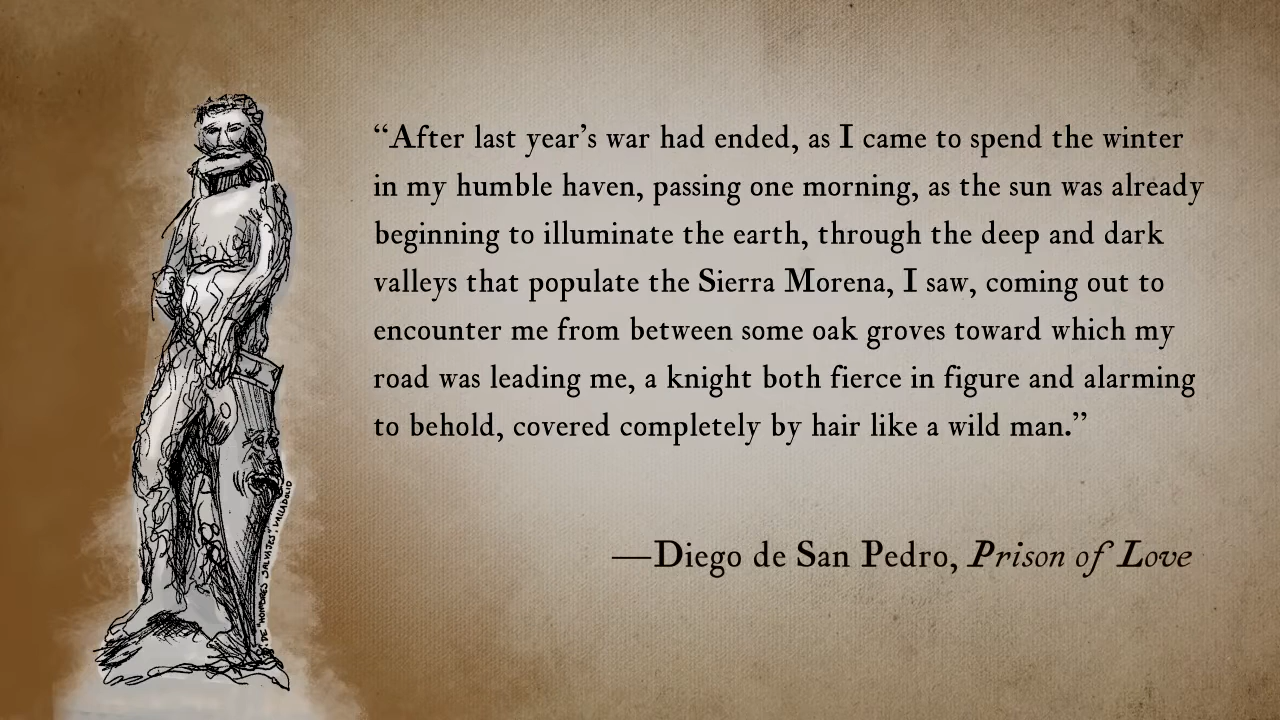 “After last year’s war had ended, as I came to spend the winter
in my humble haven, passing one morning, as the sun was already
beginning to illuminate the earth, through the deep and dark
valleys that populate the Sierra Morena, I saw, coming out to
encounter me from between some oak groves toward which my
road was leading me, a knight both fierce in figure and alarming
to behold, covered completely by hair like a wild man.”
—Diego de San Pedro, Prison of Love
DE "HOMBRES SALVAJES". VALLADOLID